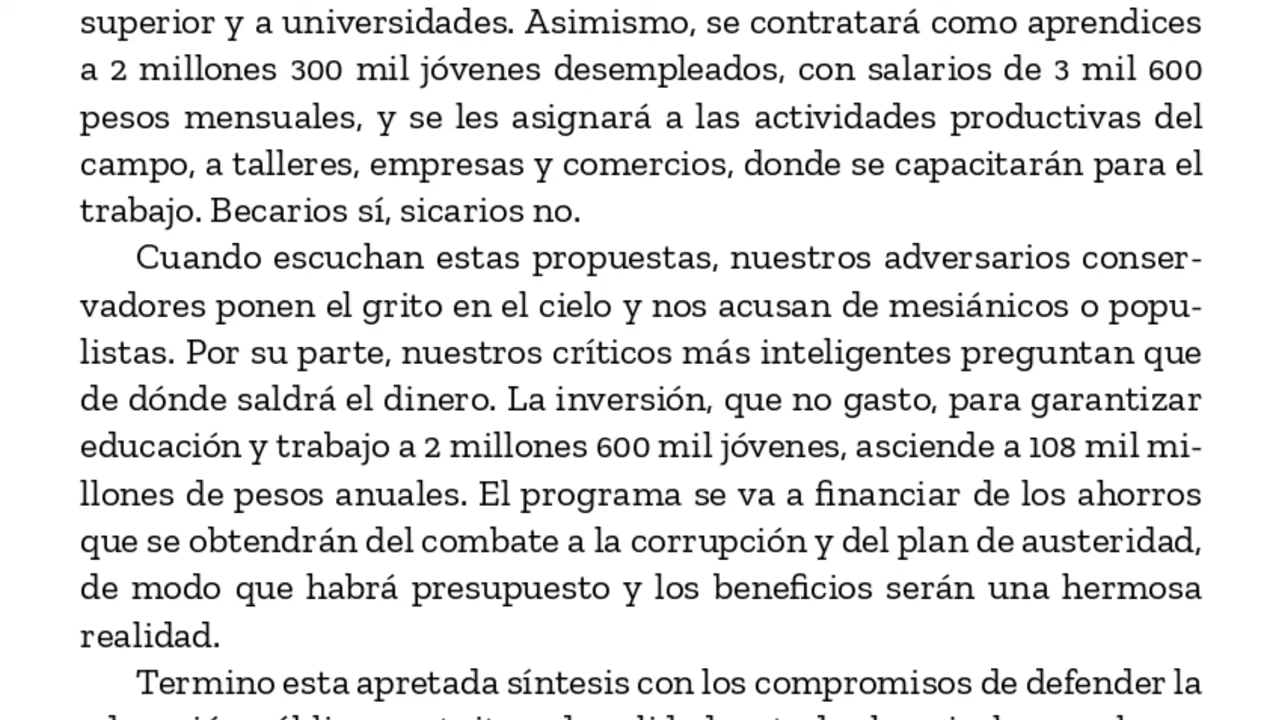 superior y a universidades. Asimismo, se contratará como aprendices
a 2 millones 300 mil jóvenes desempleados, con salarios de 3 mil 600
pesos mensuales, y se les asignará a las actividades productivas del
campo, a talleres, empresas y comercios, donde se capacitarán para el
trabajo. Becarios sí, sicarios no.
Cuando escuchan estas propuestas, nuestros adversarios conser-
vadores ponen el grito en el cielo y nos acusan de mesiánicos o popu-
listas. Por su parte, nuestros críticos más inteligentes preguntan que
de dónde saldrá el dinero. La inversión, que no gasto, para garantizar
educación y trabajo a 2 millones 600 mil jóvenes, asciende a 108 mil mi-
llones de pesos anuales. El programa se va a financiar de los ahorros
que se obtendrán del combate a la corrupción y del plan de austeridad,
de modo que habrá presupuesto y los beneficios serán una hermosa
realidad.
Termino esta apretada síntesis con los compromisos de defender la